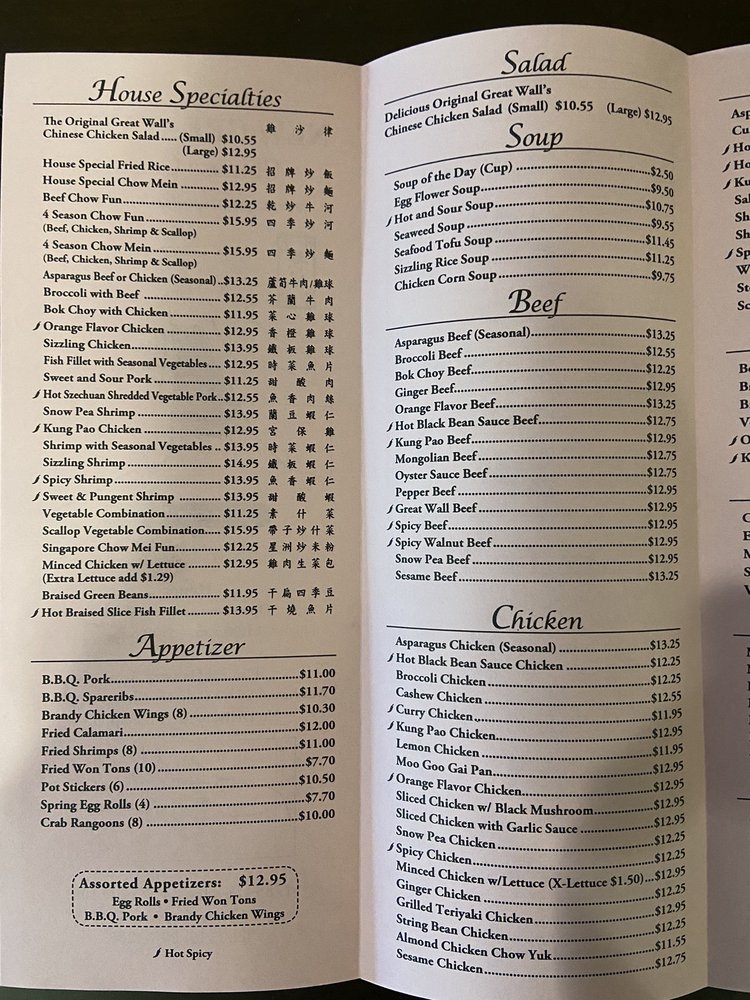 House Specialties
The Original Great Wall's
Chinese Chicken Salad ..... (Small) $10.55 雞 沙 律
(Large) $12.95
House Special Fried Rice ..... $11.25 招 牌 炒 飯
House Special Chow Mein ..... $12.95 招 牌 炒 麵
Beef Chow Fun ..... $12.25 乾 炒 牛 河
4 Season Chow Fun ..... $15.95 四 季 炒 河
(Beef, Chicken, Shrimp & Scallop)
4 Season Chow Mein ..... $15.95 四 季 炒 麵
(Beef, Chicken, Shrimp & Scallop)
Asparagus Beef or Chicken (Seasonal) .. $13.25 蘆筍牛肉/雞球
Broccoli with Beef ..... $12.55 芥 蘭 牛 肉
Bok Choy with Chicken ..... $11.95 菜 心 雞 球
Orange Flavor Chicken ..... $12.95 香 橙 雞 球
Sizzling Chicken ..... $13.95 鐵 板 雞 球
Fish Fillet with Seasonal Vegetables .... $12.95 時 菜 魚 片
Sweet and Sour Pork ..... $11.25 甜 酸 肉
Hot Szechuan Shredded Vegetable Pork .. $12.55 魚 香 肉 絲
Snow Pea Shrimp ..... $13.95 蘭 豆 蝦 仁
Kung Pao Chicken ..... $12.95 宮 保 雞
Shrimp with Seasonal Vegetables .. $13.95 時 菜 蝦 仁
Sizzling Shrimp ..... $14.95 鐵 板 蝦 仁
Spicy Shrimp ..... $13.95 魚 香 蝦 仁
Sweet & Pungent Shrimp ..... $13.95 甜 酸 蝦
Vegetable Combination ..... $11.25 素 什 菜
Scallop Vegetable Combination ..... $15.95 帶 子 炒 什 菜
Singapore Chow Mei Fun ..... $12.25 星 洲 炒 米 粉
Minced Chicken w/ Lettuce ..... $12.95 雞 肉 生 菜 包
(Extra Lettuce add $1.29)
Braised Green Beans ..... $11.95 干 扁 四 季 豆
Hot Braised Slice Fish Fillet ..... $13.95 干 燒 魚 片
Appetizer
B.B.Q. Pork ..... $11.00
B.B.Q. Spareribs ..... $11.70
Brandy Chicken Wings (8) ..... $10.30
Fried Calamari ..... $12.00
Fried Shrimps (8) ..... $11.00
Fried Won Tons (10) ..... $7.70
Pot Stickers (6) ..... $10.50
Spring Egg Rolls (4) ..... $7.70
Crab Rangoons (8) ..... $10.00
Assorted Appetizers: $12.95
Egg Rolls • Fried Won Tons
B.B.Q. Pork • Brandy Chicken Wings
Hot Spicy
Salad
Delicious Original Great Wall's
Chinese Chicken Salad (Small) $10.55 (Large) $12.95
Soup
Soup of the Day (Cup) ..... $2.50
Egg Flower Soup ..... $9.50
Hot and Sour Soup ..... $10.75
Seaweed Soup ..... $9.55
Seafood Tofu Soup ..... $11.45
Sizzling Rice Soup ..... $11.25
Chicken Corn Soup ..... $9.75
Beef
Asparagus Beef (Seasonal) ..... $13.25
Broccoli Beef ..... $12.55
Bok Choy Beef ..... $12.25
Ginger Beef ..... $12.95
Orange Flavor Beef ..... $13.25
Hot Black Bean Sauce Beef ..... $12.75
Kung Pao Beef ..... $12.95
Mongolian Beef ..... $12.75
Oyster Sauce Beef ..... $12.75
Pepper Beef ..... $12.95
Great Wall Beef ..... $12.95
Spicy Beef ..... $12.95
Spicy Walnut Beef ..... $12.95
Snow Pea Beef ..... $12.95
Sesame Beef ..... $13.25
Chicken
Asparagus Chicken (Seasonal) ..... $13.25
Hot Black Bean Sauce Chicken ..... $12.25
Broccoli Chicken ..... $12.25
Cashew Chicken ..... $12.55
Curry Chicken ..... $11.95
Kung Pao Chicken ..... $12.95
Lemon Chicken ..... $11.95
Moo Goo Gai Pan ..... $12.95
Orange Flavor Chicken ..... $12.95
Sliced Chicken w/ Black Mushroom ..... $12.95
Sliced Chicken with Garlic Sauce ..... $12.95
Snow Pea Chicken ..... $12.25
Spicy Chicken ..... $12.25
Minced Chicken w/Lettuce (X-Lettuce $1.50) ... $12.95
Ginger Chicken ..... $12.25
Grilled Teriyaki Chicken ..... $12.95
String Bean Chicken ..... $12.25
Almond Chicken Chow Yuk ..... $11.55
Sesame Chicken ..... $12.75